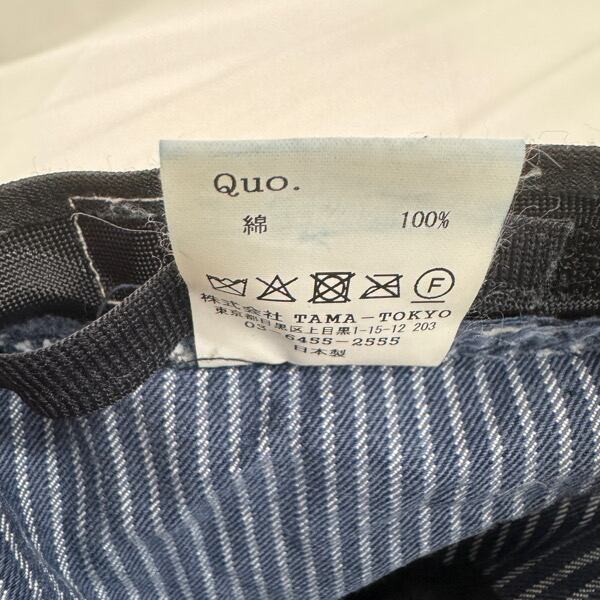 Quo.
綿 100%
F
株式会社 TAMA-TOKYO
東京都目黒区上目黒1-15-12 203
03-6455-2555
日本製